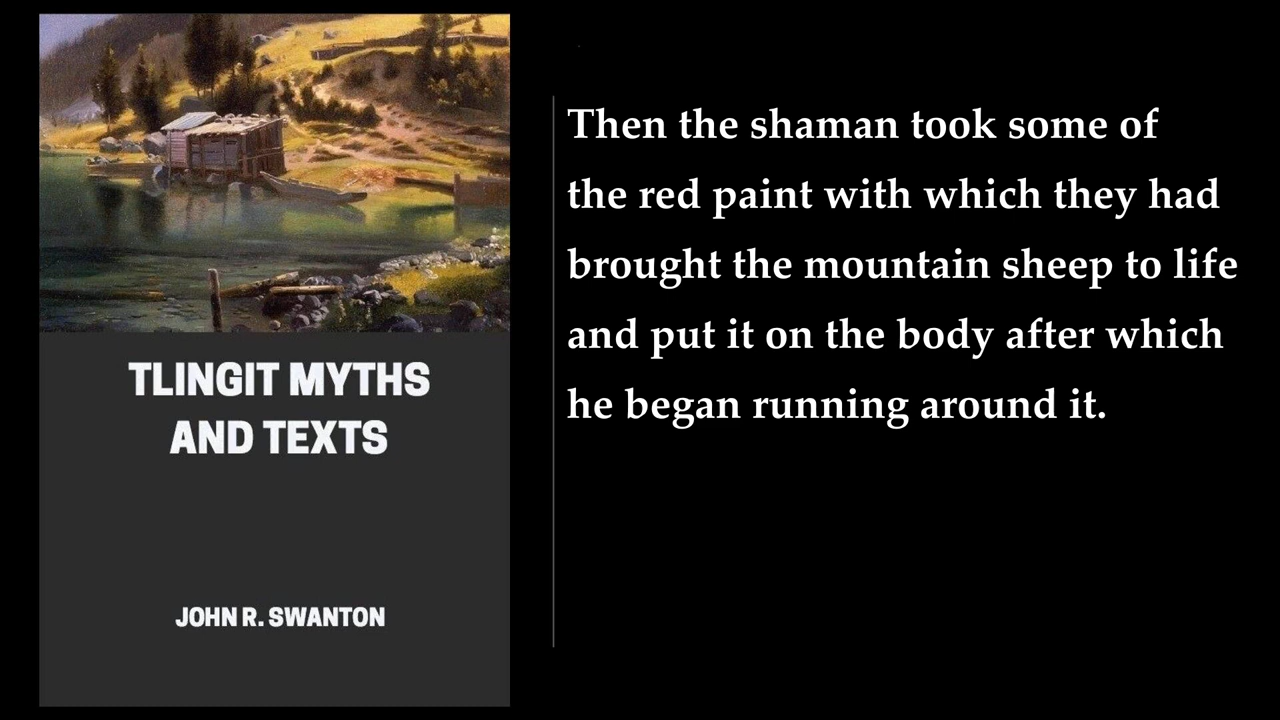 TLINGIT MYTHS
AND TEXTS
JOHN R. SWANTON
Then the shaman took some of
the red paint with which they had
brought the mountain sheep to life
and put it on the body after which
he began running around it.